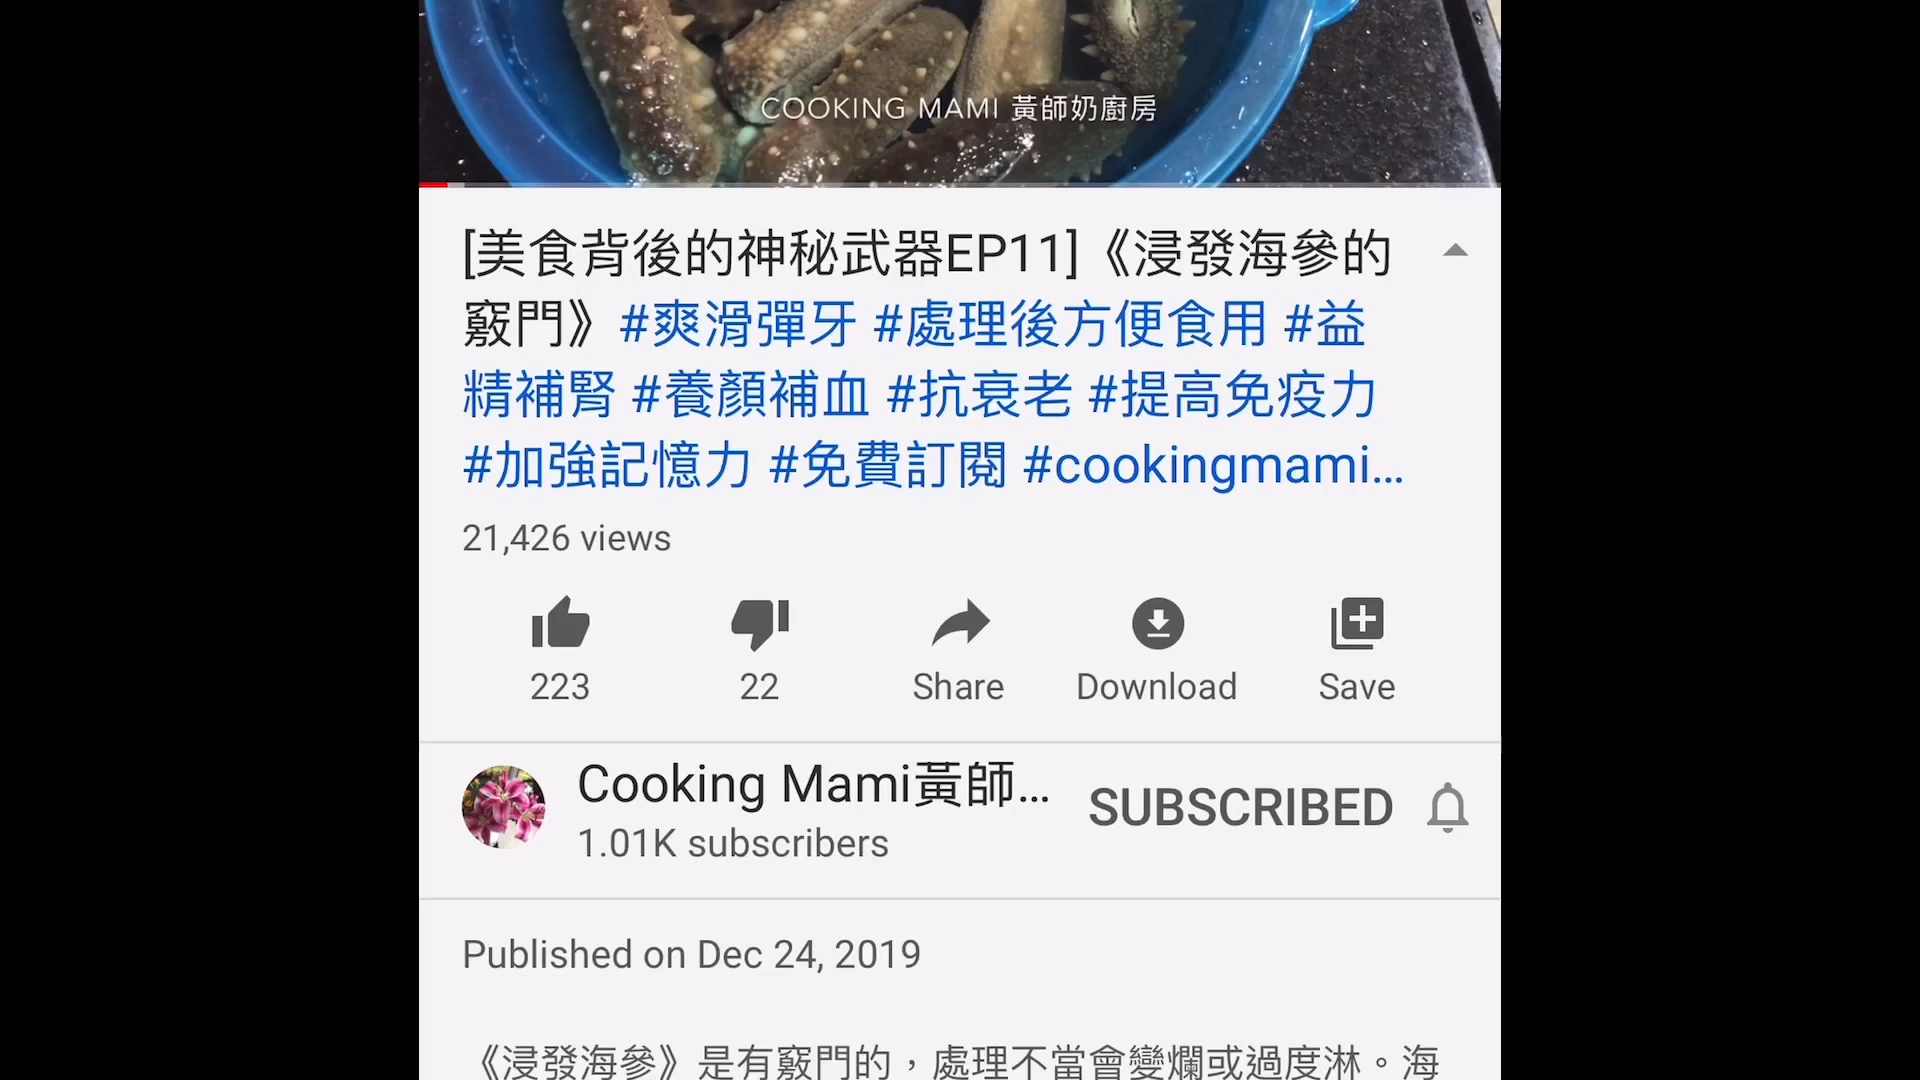 COOKING MAMI 黃師奶廚房
[美食背後的神秘武器EP11]《浸發海參的
竅門》#爽滑彈牙 #處理後方便食用 #益
精補腎 #養顏補血 #抗衰老 #提高免疫力
#加強記憶力 #免費訂閱 #cookingmami...
21,426 views
223 22 Share Download Save
Cooking Mami黃師... SUBSCRIBED
1.01K subscribers
Published on Dec 24, 2019
《浸發海參》是有竅門的，處理不當會變爛或過度淋。海